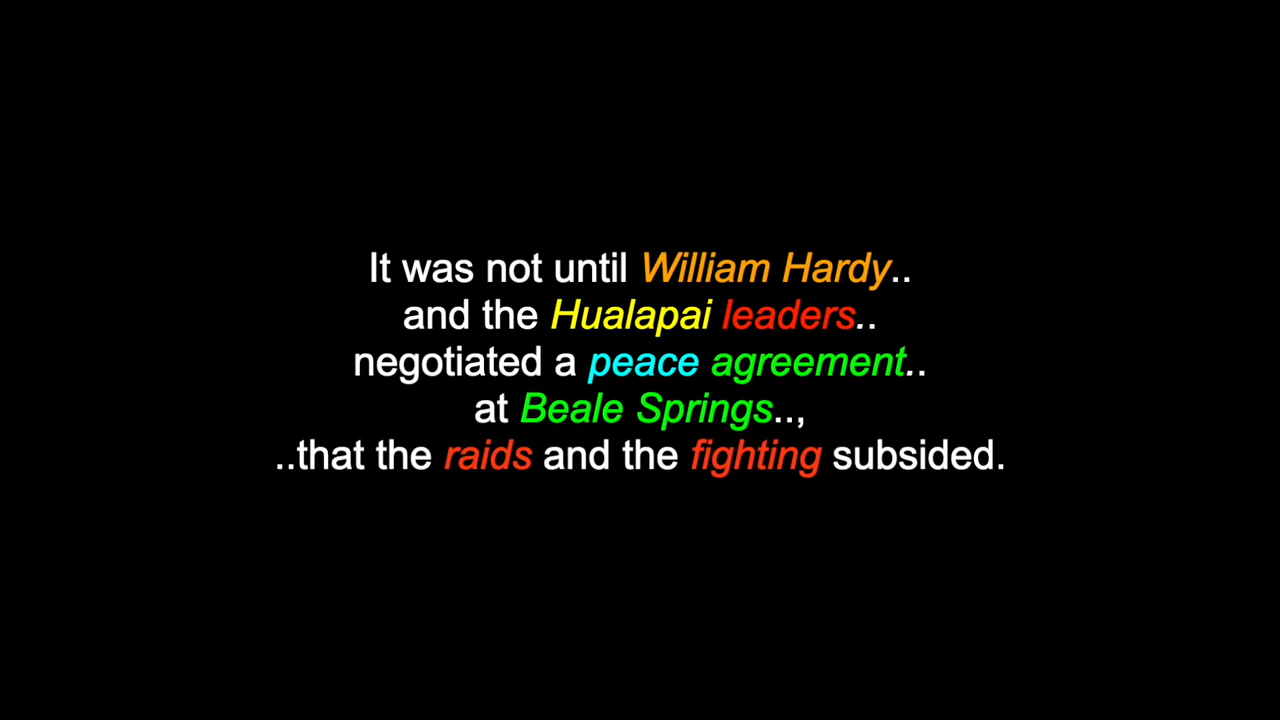 It was not until William Hardy..
and the Hualapai leaders..
negotiated a peace agreement..
at Beale Springs..,
..that the raids and the fighting subsided.